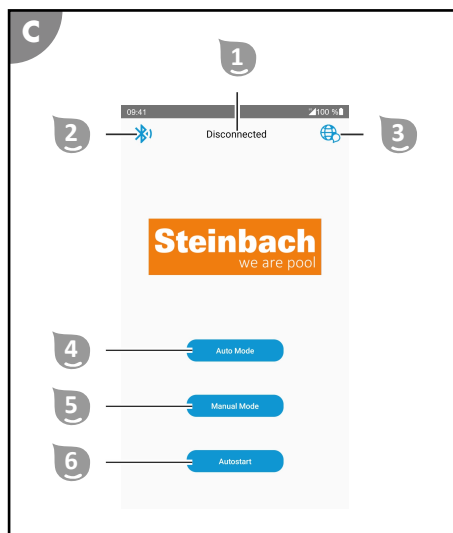 C
1
09:41 100 %
2 Disconnected 3
Steinbach
we are pool
4 Auto Mode
5 Manual Mode
6 Autostart